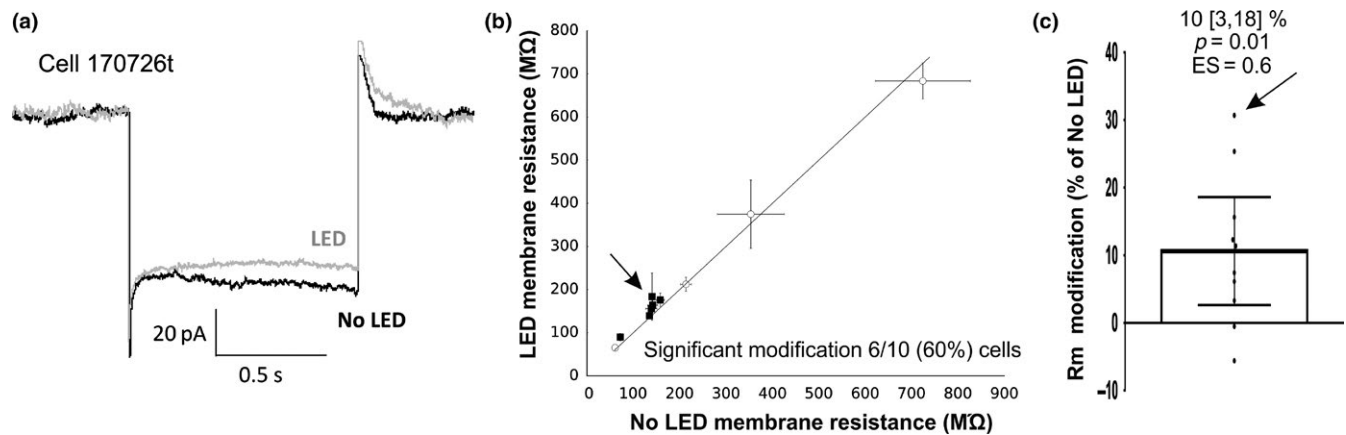 (a)
Cell 170726t
LED
No LED
20 pA
0.5 s
(b)
LED membrane resistance (MΩ)
800
700
600
500
400
300
200
100
0
0 100 200 300 400 500 600 700 800 900
Significant modification 6/10 (60%) cells
No LED membrane resistance (MΩ)
(c)
10 [3,18] %
p = 0.01
ES = 0.6
Rm modification (% of No LED)
40
30
20
10
0
−10